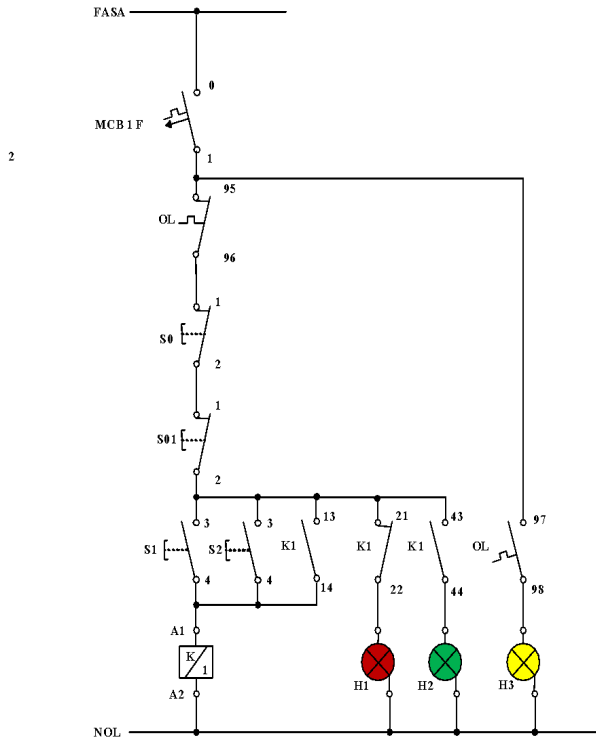 FASA
0
MCB 1 F
2
1
95
OL
96
1
S0
2
1
S01
2
3 3 13 21 43 97
S1 S2 K1 K1 K1 OL
4 4 14 22 44 98
A1
K
1
H1 H2 H3
A2
NOL